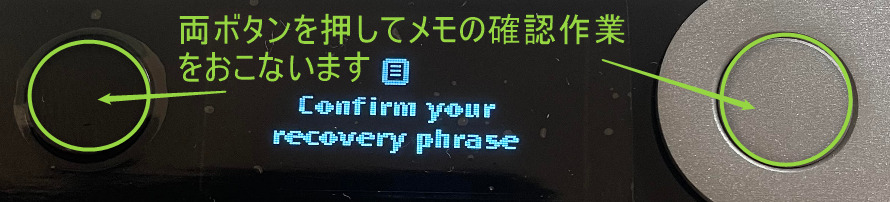 両ボタンを押してメモの確認作業
をおこないます
Confirm your
recovery phrase